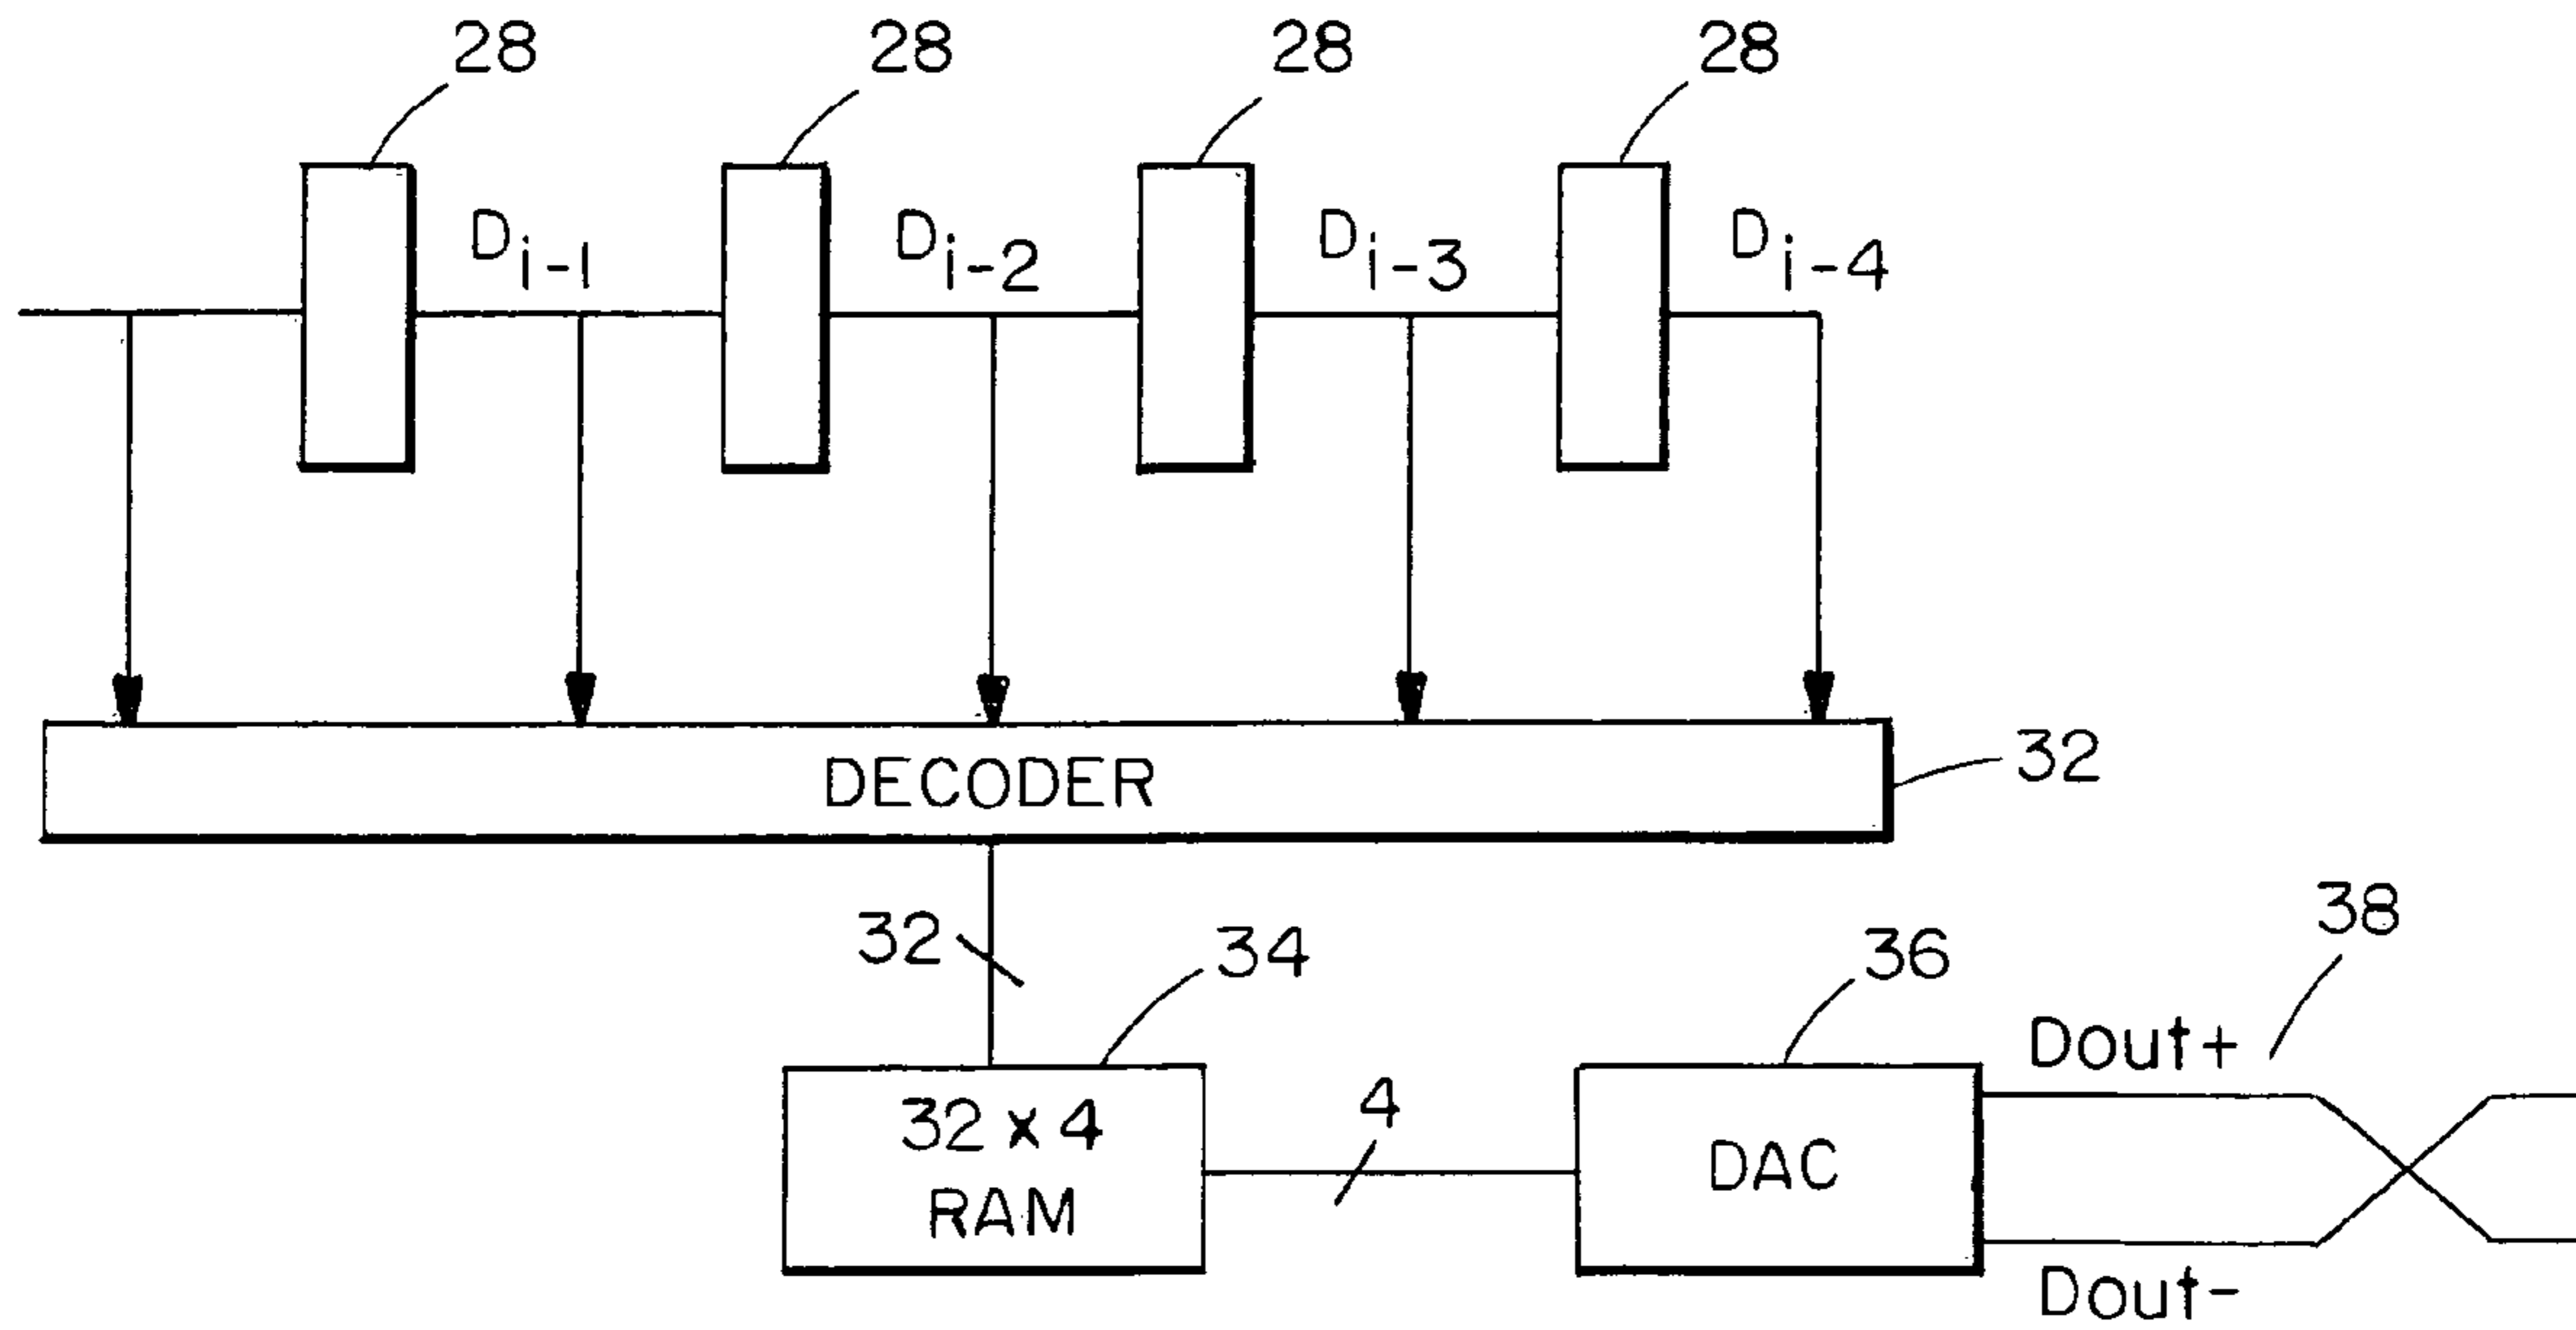 28 28 28 28
Di-1 Di-2 Di-3 Di-4
DECODER
32
32
34
36
38
32 x 4
RAM
4
DAC
Dout+
Dout-